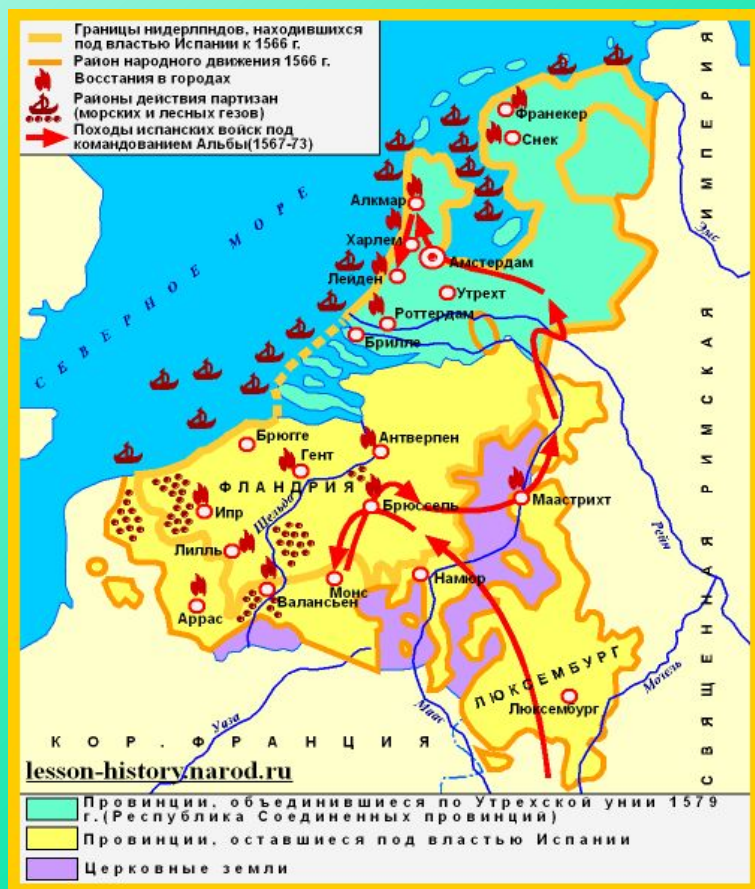 Границы нидерлпндов, находившихся
под властью Испании к 1566 г.
Район народного движения 1566 г.
Восстания в городах
Районы действия партизан
(морских и лесных гезов)
Походы испанских войск под
командованием Альбы(1567-73)
СЕВЕРНОЕ МОРЕ
СВЯЩЕННАЯ РИМСКАЯ ИМПЕРИЯ
Франекер
Снек
Эмс
Алкмар
Харлем
Амстердам
Лейден
Утрехт
Роттердам
Брилле
Брюгге
Антверпен
Гент
ФЛАНДРИЯ
Ипр
Шельда
Брюссель
Маастрихт
Рейн
Лилль
Намюр
Монс
Валансьен
Аррас
ЛЮКСЕМБУРГ
Люксембург
Мозель
Маас
Уаза
КОР. ФРАНЦИЯ
lesson-history.narod.ru
Провинции, объединившиеся по Утрехской унии 1579
г.(Республика Соединенных провинций)
Провинции, оставшиеся под властью Испании
Церковные земли